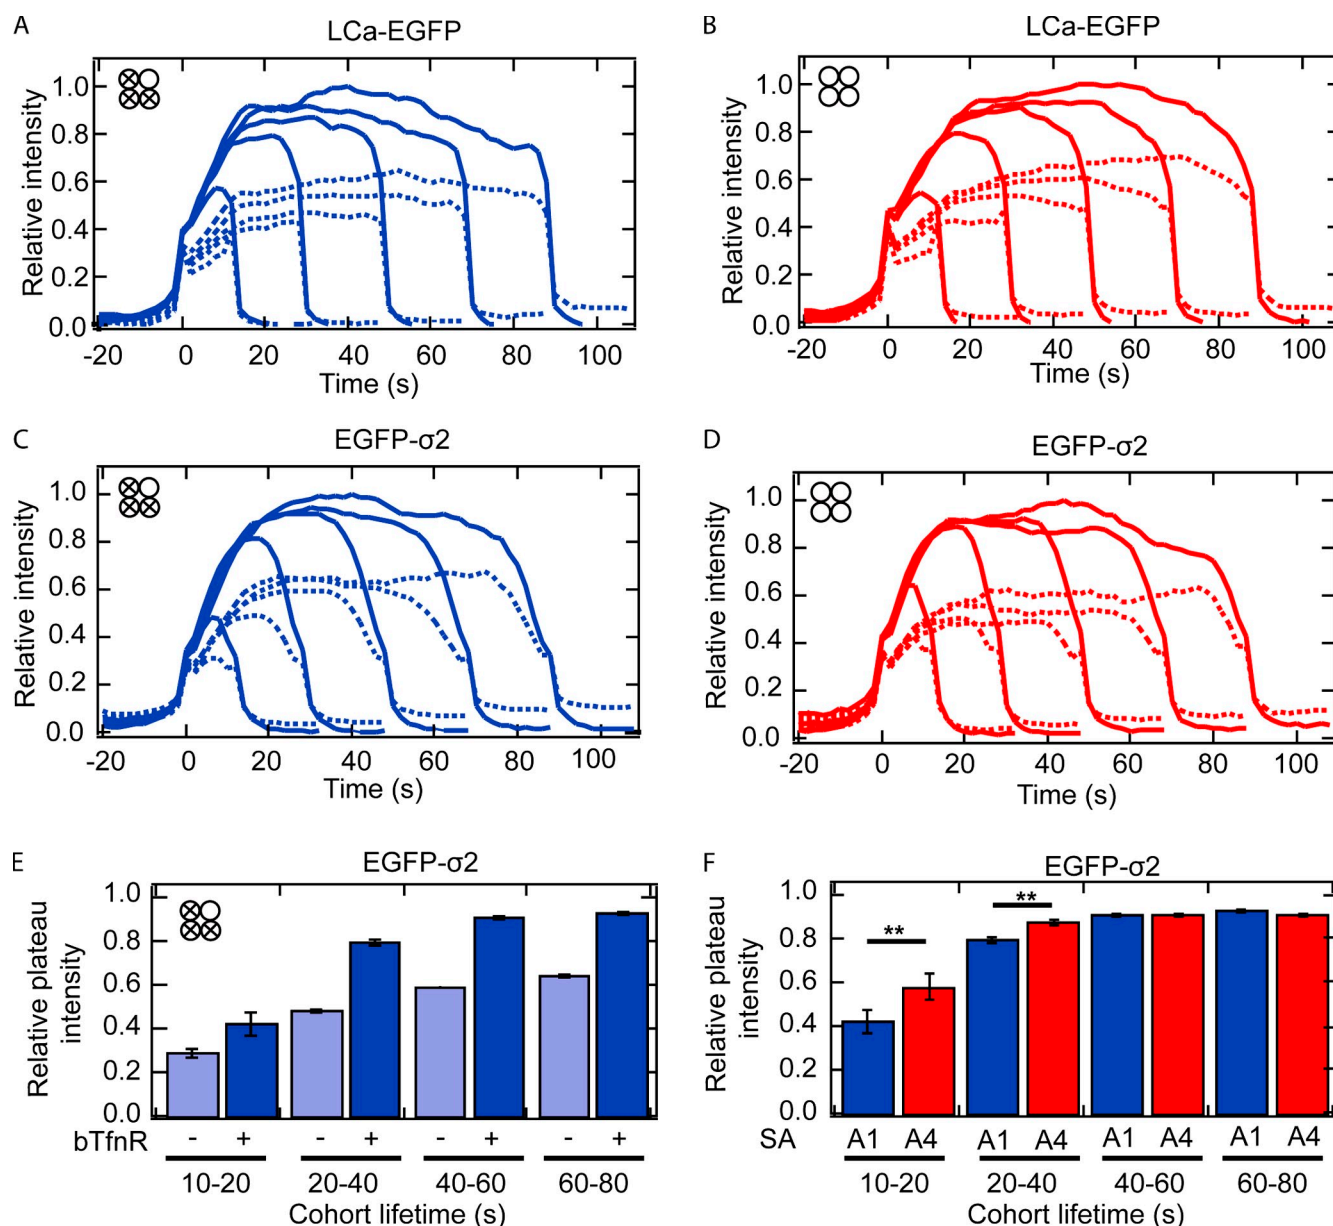 A
LCa-EGFP
Relative intensity
1.0
0.8
0.6
0.4
0.2
0.0
-20 0 20 40 60 80 100
Time (s)
B
LCa-EGFP
Relative intensity
1.0
0.8
0.6
0.4
0.2
0.0
-20 0 20 40 60 80 100
Time (s)
C
EGFP-σ2
Relative intensity
1.0
0.8
0.6
0.4
0.2
0.0
-20 0 20 40 60 80 100
Time (s)
D
EGFP-σ2
Relative intensity
1.0
0.8
0.6
0.4
0.2
0.0
-20 0 20 40 60 80 100
Time (s)
E
EGFP-σ2
Relative plateau
intensity
1.0
0.8
0.6
0.4
0.2
0.0
bTfnR - + - + - + - +
10-20 20-40 40-60 60-80
Cohort lifetime (s)
F
EGFP-σ2
Relative plateau
intensity
1.0
0.8
0.6
0.4
0.2
0.0
**
**
SA A1 A4 A1 A4 A1 A4 A1 A4
10-20 20-40 40-60 60-80
Cohort lifetime (s)